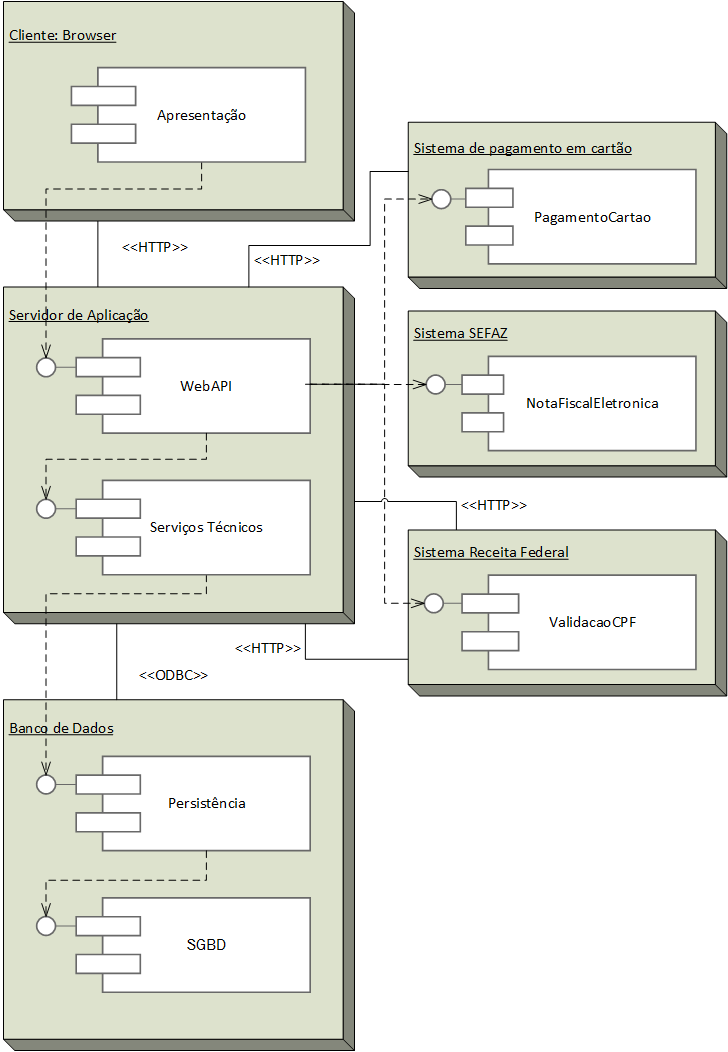 Cliente: Browser
Apresentação
Sistema de pagamento em cartão
PagamentoCartao
<<HTTP>>
<<HTTP>>
Servidor de Aplicação
WebAPI
Sistema SEFAZ
NotaFiscalEletronica
Serviços Técnicos
<<HTTP>>
Sistema Receita Federal
ValidacaoCPF
<<HTTP>>
<<ODBC>>
Banco de Dados
Persistência
SGBD